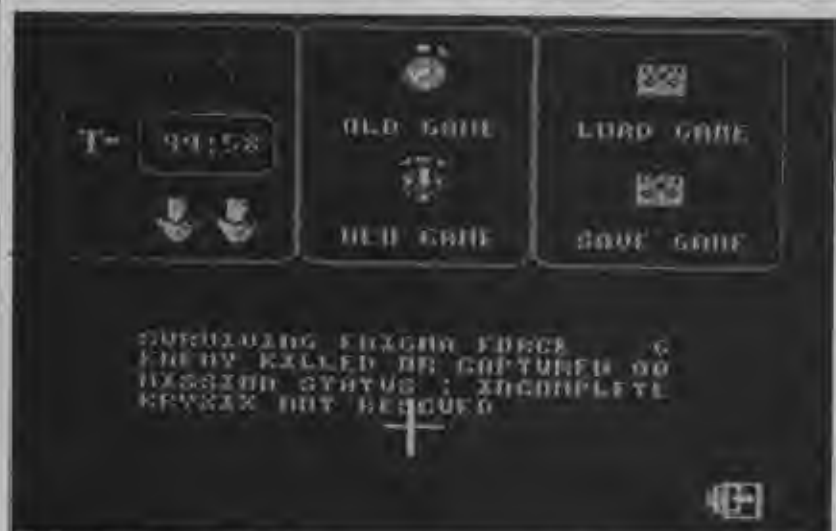 T- 99:58
OLD GAME
LOAD GAME
NEW GAME
SAVE GAME
SURVIVING ENIGMA FORCE 6
ENEMY KILLED OR CAPTURED 00
MISSION STATUS : INCOMPLETE
KRYXIX NOT RESCUED